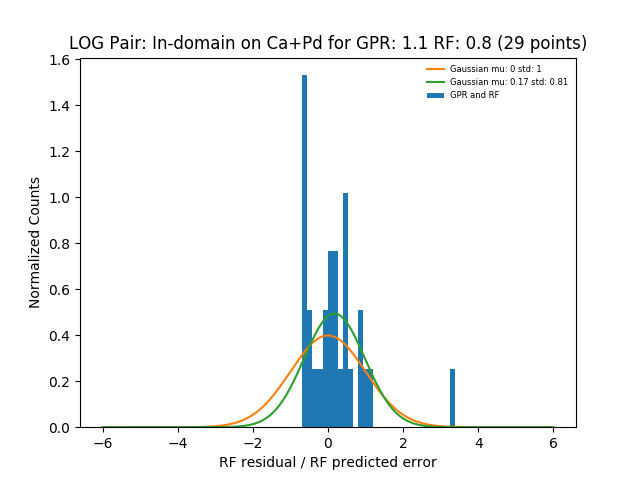 LOG Pair: In-domain on Ca+Pd for GPR: 1.1 RF: 0.8 (29 points)
Gaussian mu: 0 std: 1
Gaussian mu: 0.17 std: 0.81
GPR and RF
Normalized Counts
1.6
1.4
1.2
1.0
0.8
0.6
0.4
0.2
0.0
−6 −4 −2 0 2 4 6
RF residual / RF predicted error